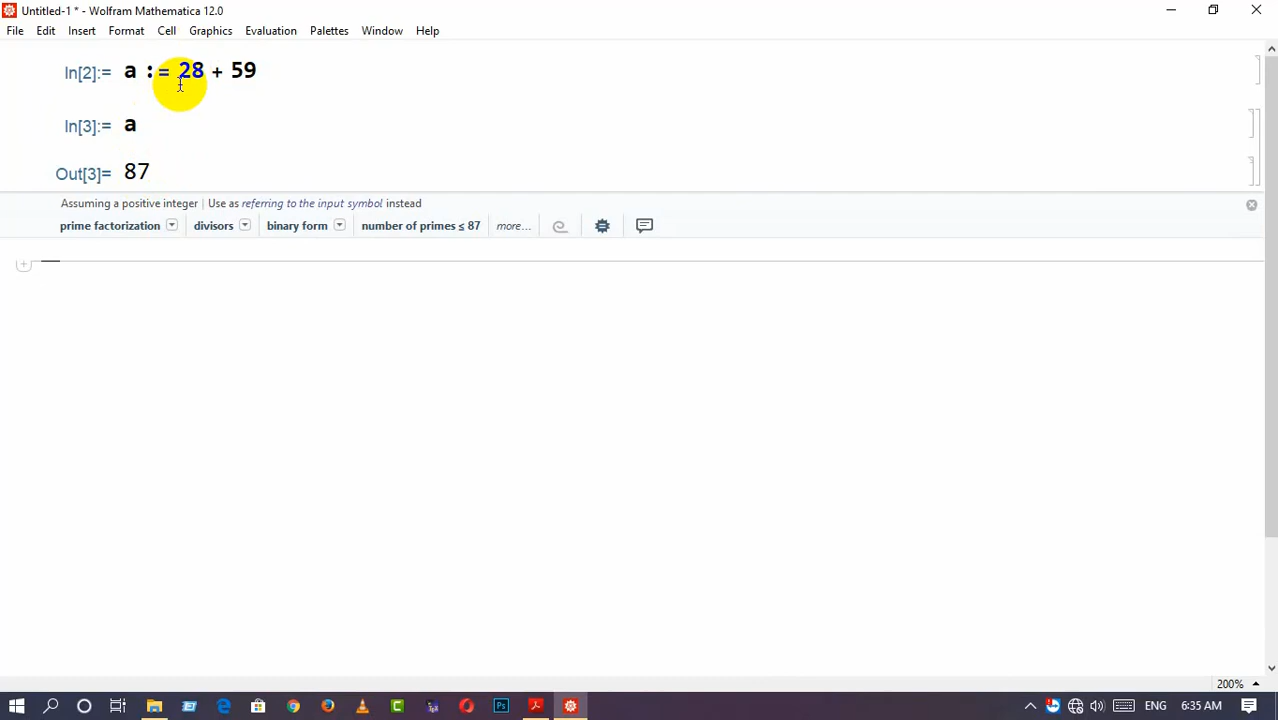 Untitled-1 * - Wolfram Mathematica 12.0
File Edit Insert Format Cell Graphics Evaluation Palettes Window Help
In[2]:= a := 28 + 59
In[3]:= a
Out[3]= 87
Assuming a positive integer | Use as referring to the input symbol instead
prime factorization divisors binary form number of primes ≤ 87 more...
200%
ENG 6:35 AM